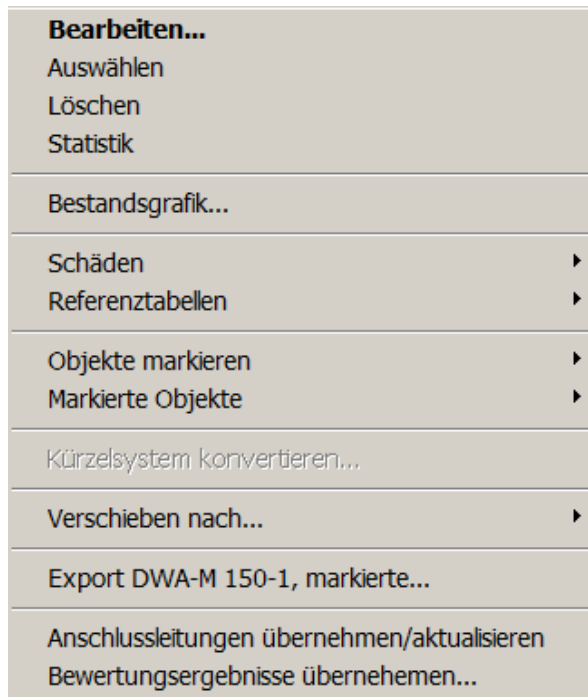 Bearbeiten...
Auswählen
Löschen
Statistik
Bestandsgrafik...
Schäden
Referenztabellen
Objekte markieren
Markierte Objekte
Kürzelsystem konvertieren...
Verschieben nach...
Export DWA-M 150-1, markierte...
Anschlussleitungen übernehmen/aktualisieren
Bewertungsergebnisse übernehemen...